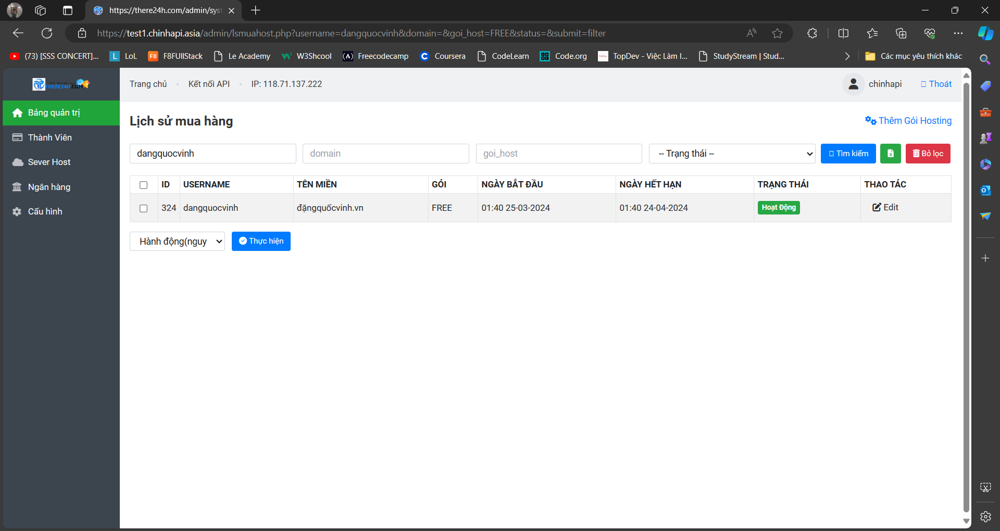 https://there24h.com/admin/sys
https://test1.chinhapi.asia/admin/lsmuahost.php?username=dangquocvinh&domain=&goi_host=FREE&status=&submit=filter
(73) [SSS CONCERT]... LoL F8FUllStack Le Academy W3Shcool Freecodecamp Coursera CodeLearn Code.org TopDev - Việc Làm I... StudyStream | Stud... Các mục yêu thích khác
THERE24H.COM
Trang chủ • Kết nối API • IP: 118.71.137.222 chinhapi Thoát
Bảng quản trị
Thành Viên
Sever Host
Ngân hàng
Cấu hình
Lịch sử mua hàng Thêm Gói Hosting
dangquocvinh domain goi_host -- Trạng thái -- Tìm kiếm Bỏ lọc
ID USERNAME TÊN MIỀN GÓI NGÀY BẮT ĐẦU NGÀY HẾT HẠN TRẠNG THÁI THAO TÁC
324 dangquocvinh đặngquốcvinh.vn FREE 01:40 25-03-2024 01:40 24-04-2024 Hoạt Động Edit
Hành động(nguy Thực hiện